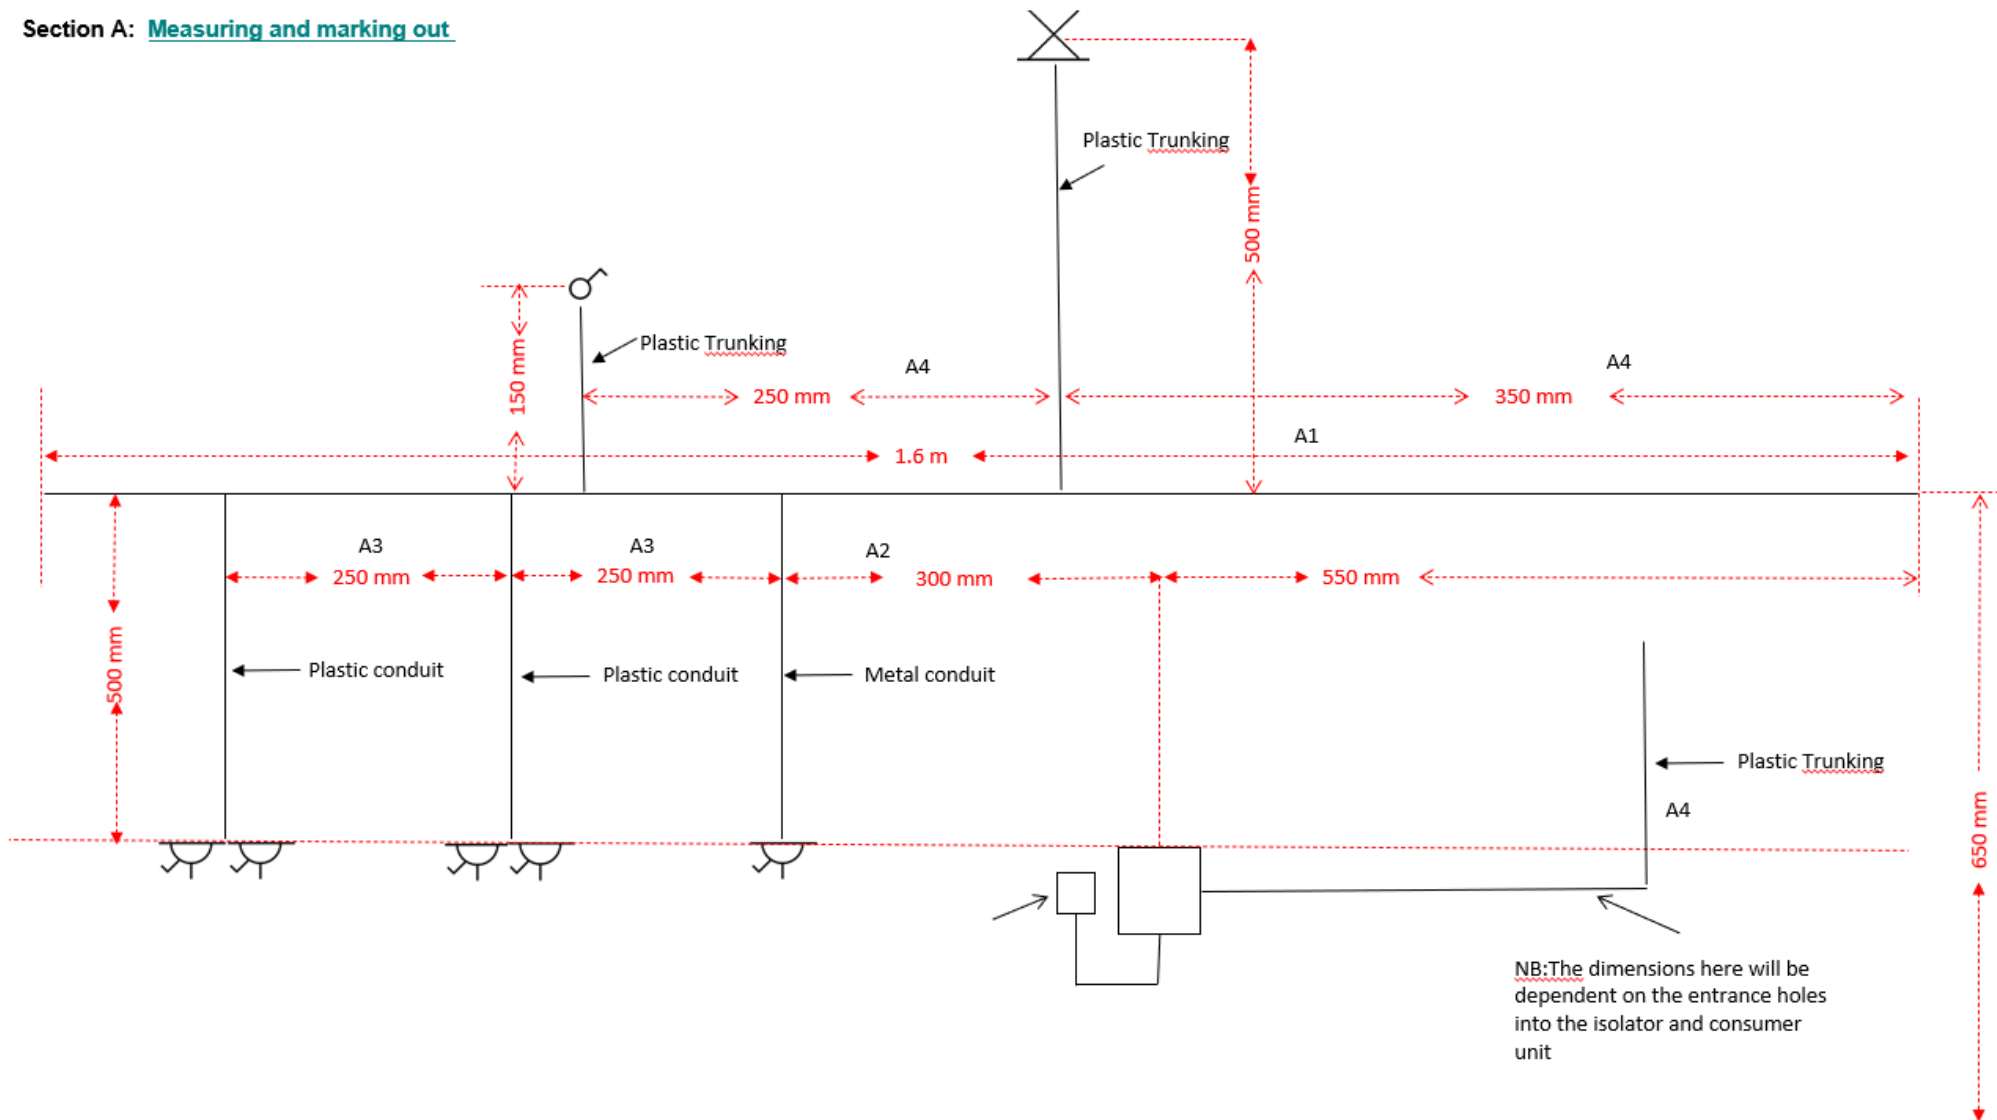 Section A: Measuring and marking out
Plastic Trunking
500 mm
Plastic Trunking
150 mm
A4
A4
250 mm
350 mm
A1
1.6 m
A3
A3
A2
250 mm
250 mm
300 mm
550 mm
500 mm
Plastic conduit
Plastic conduit
Metal conduit
Plastic Trunking
A4
650 mm
NB:The dimensions here will be
dependent on the entrance holes
into the isolator and consumer
unit